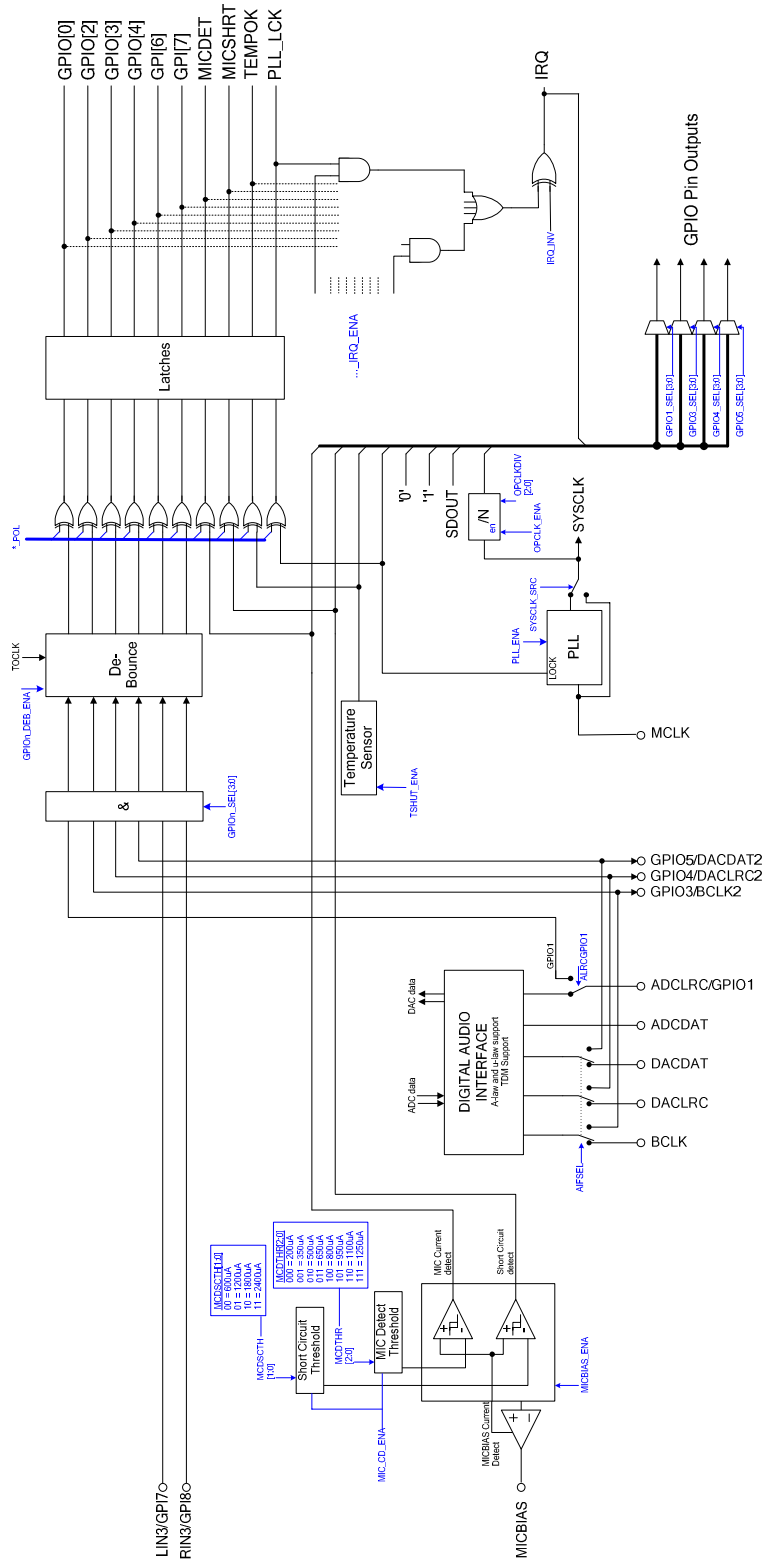 GPIO[0]
GPIO[2]
GPIO[3]
GPIO[4]
GPI[6]
GPI[7]
MICDET
MICSHRT
TEMPOK
PLL_LCK
IRQ
IRQ_INV
GPIO Pin Outputs
Latches
..._IRQ_ENA
GPIO1_SEL[3:0]
GPIO3_SEL[3:0]
GPIO4_SEL[3:0]
GPIO5_SEL[3:0]
*_POL
'0'
'1'
SDOUT
/N
en
OPCLKDIV
[2:0]
OPCLK_ENA
SYSCLK
SYSCLK_SRC
PLL_ENA
LOCK
PLL
MCLK
TOCLK
GPIOn_DEB_ENA
De-
Bounce
Temperature
Sensor
TSHUT_ENA
&
GPIOn_SEL[3:0]
GPIO5/DACDAT2
GPIO4/DACLRC2
GPIO3/BCLK2
GPIO1
ALRCGPIO1
ADCLRC/GPIO1
ADCDAT
DACDAT
DACLRC
BCLK
DAC data
ADC data
DIGITAL AUDIO
INTERFACE
A-law and u-law support
TDM Support
AIFSEL
MCDSCTH[1:0]
00 = 600uA
01 = 1200uA
10 = 1800uA
11 = 2400uA
MCDTHR[2:0]
000 = 200uA
001 = 350uA
010 = 500uA
011 = 650uA
100 = 800uA
101 = 950uA
110 = 1100uA
111 = 1250uA
MCDSCTH
[1:0]
Short Circuit
Threshold
MCDTHR
[2:0]
MIC Detect
Threshold
MIC Current
detect
Short Circuit
detect
+
-
+
-
MICBIAS_ENA
MIC_CD_ENA
MICBIAS Current
Detect
+
−
MICBIAS
LIN3/GPI7
RIN3/GPI8